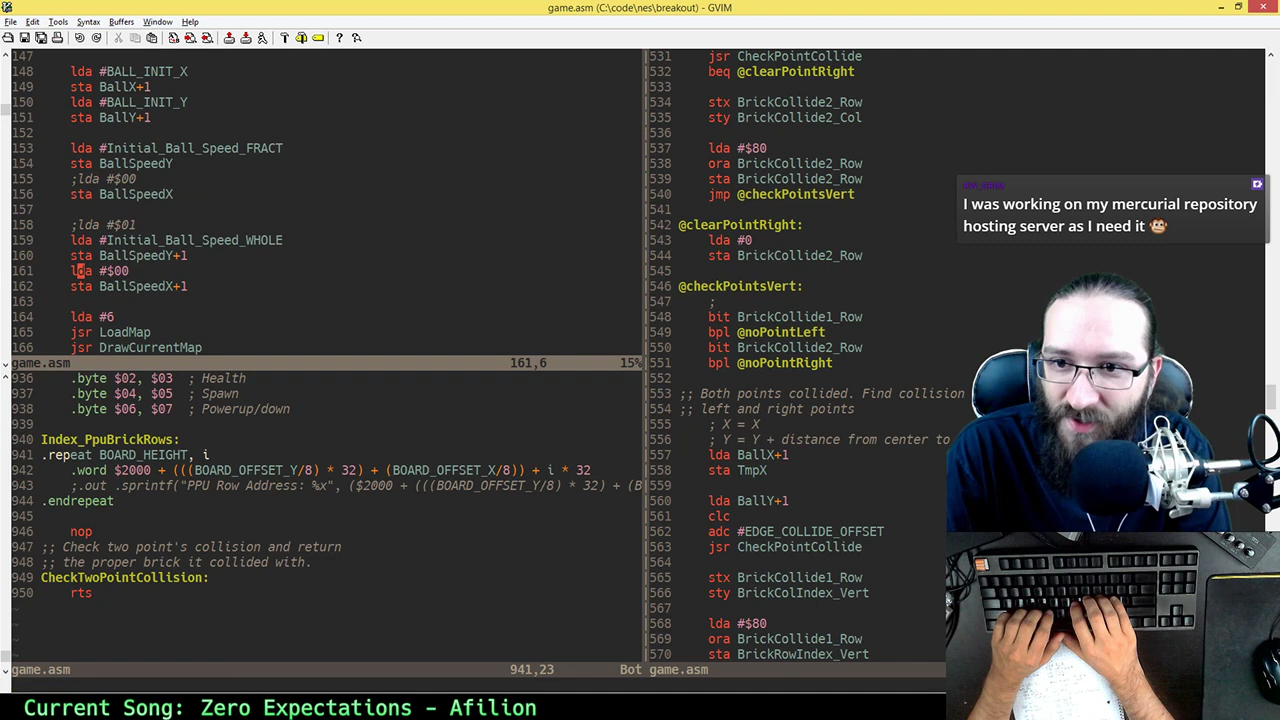 game.asm (C:\code\nes\breakout) - GVIM
File Edit Tools Syntax Buffers Window Help
147
148 lda #BALL_INIT_X
149 sta BallX+1
150 lda #BALL_INIT_Y
151 sta BallY+1
152
153 lda #Initial_Ball_Speed_FRACT
154 sta BallSpeedY
155 ;lda #$00
156 sta BallSpeedX
157
158 ;lda #$01
159 lda #Initial_Ball_Speed_WHOLE
160 sta BallSpeedY+1
161 lda #$00
162 sta BallSpeedX+1
163
164 lda #6
165 jsr LoadMap
166 jsr DrawCurrentMap
game.asm 161,6 15%
936 .byte $02, $03 ; Health
937 .byte $04, $05 ; Spawn
938 .byte $06, $07 ; Powerup/down
939
940 Index_PpuBrickRows:
941 .repeat BOARD_HEIGHT, i
942 .word $2000 + (((BOARD_OFFSET_Y/8) * 32) + (BOARD_OFFSET_X/8)) + i * 32
943 ;.out .sprintf("PPU Row Address: %x", ($2000 + (((BOARD_OFFSET_Y/8) * 32) + (B
944 .endrepeat
945
946 nop
947 ;; Check two point's collision and return
948 ;; the proper brick it collided with.
949 CheckTwoPointCollision:
950 rts
~
~
~
~
game.asm 941,23 Bot
531 jsr CheckPointCollide
532 beq @clearPointRight
533
534 stx BrickCollide2_Row
535 sty BrickCollide2_Col
536
537 lda #$80
538 ora BrickCollide2_Row
539 sta BrickCollide2_Row
540 jmp @checkPointsVert
541
542 @clearPointRight:
543 lda #0
544 sta BrickCollide2_Row
545
546 @checkPointsVert:
547 ;
548 bit BrickCollide1_Row
549 bpl @noPointLeft
550 bit BrickCollide2_Row
551 bpl @noPointRight
552
553 ;; Both points collided. Find collision
554 ;; left and right points
555 ; X = X
556 ; Y = Y + distance from center to
557 lda BallX+1
558 sta TmpX
559
560 lda BallY+1
561 clc
562 adc #EDGE_COLLIDE_OFFSET
563 jsr CheckPointCollide
564
565 stx BrickCollide1_Row
566 sty BrickColIndex_Vert
567
568 lda #$80
569 ora BrickCollide1_Row
570 sta BrickRowIndex_Vert
game.asm
I was working on my mercurial repository
hosting server as I need it
Current Song: Zero Expectations - Afilion